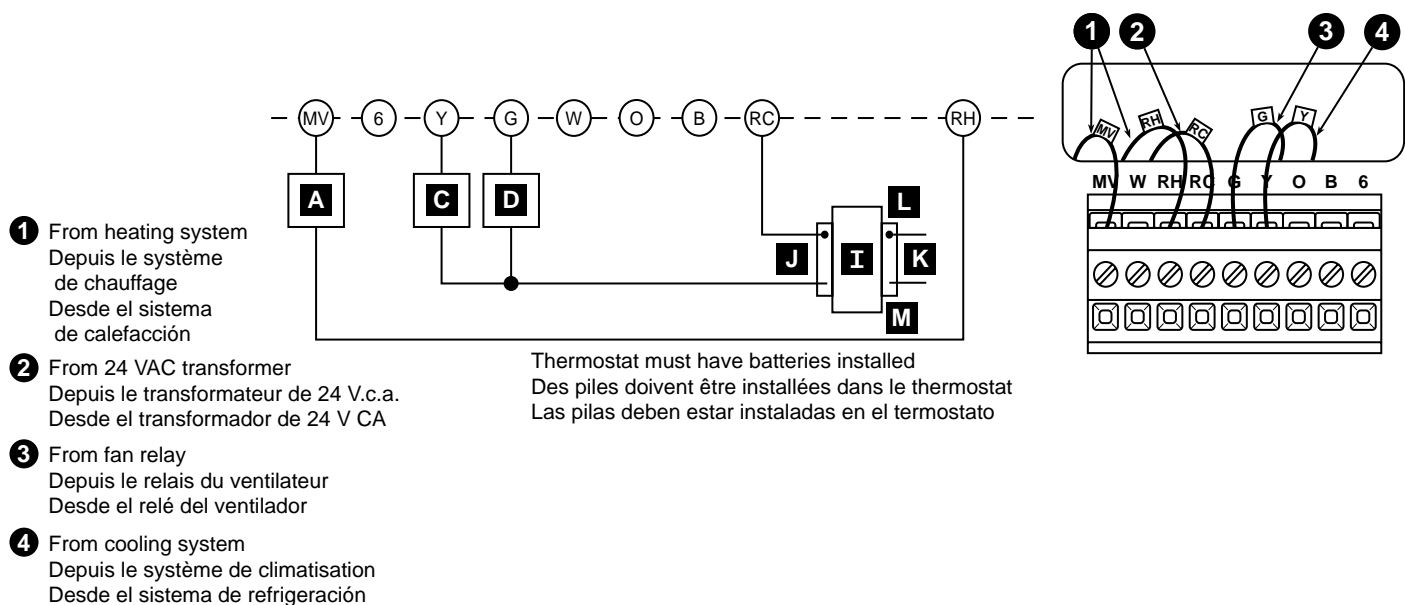 1 2 3 4
MV 6 Y G W O B RC RH
MV RH RC G Y
MV W RH RC G Y O B 6
A C D L
J I K
M
1 From heating system
Depuis le système
de chauffage
Desde el sistema
de calefacción
2 From 24 VAC transformer
Depuis le transformateur de 24 V.c.a.
Desde el transformador de 24 V CA
3 From fan relay
Depuis le relais du ventilateur
Desde el relé del ventilador
4 From cooling system
Depuis le système de climatisation
Desde el sistema de refrigeración
Thermostat must have batteries installed
Des piles doivent être installées dans le thermostat
Las pilas deben estar instaladas en el termostato